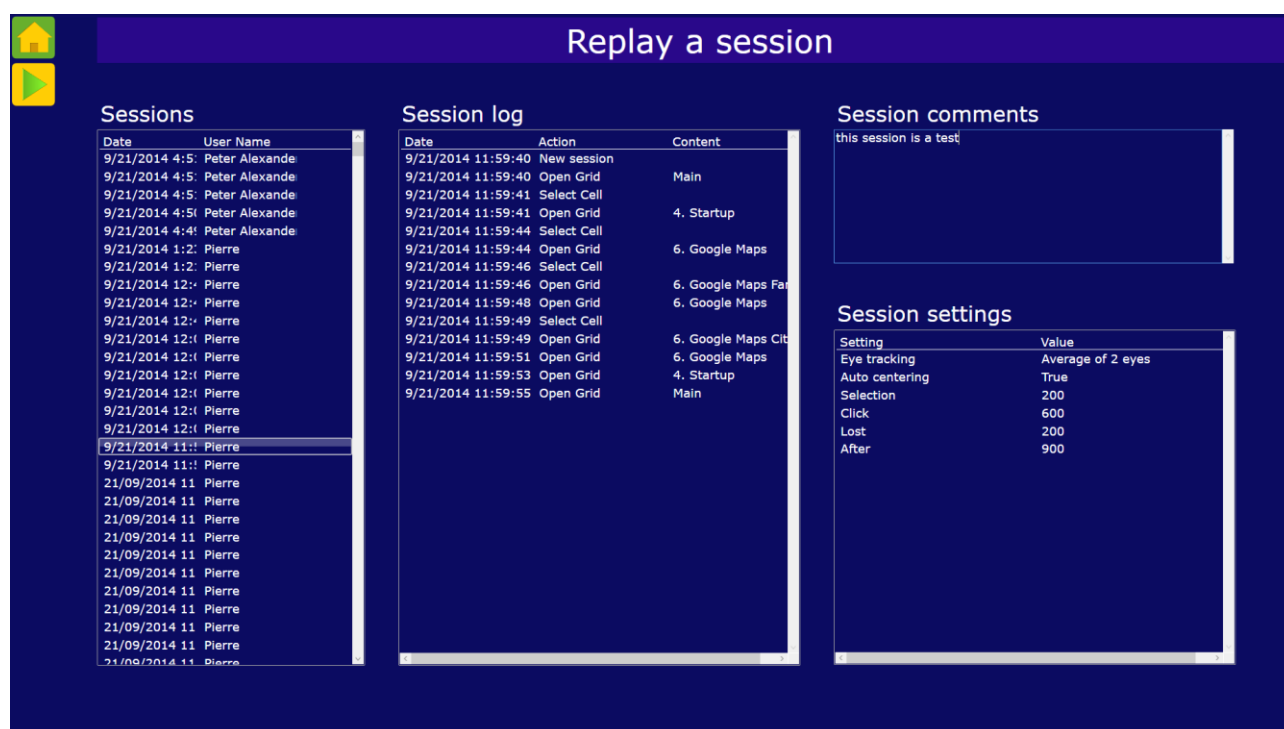 Replay a session
Sessions
Date User Name
9/21/2014 4:5 Peter Alexande
9/21/2014 4:5 Peter Alexande
9/21/2014 4:5 Peter Alexande
9/21/2014 4:5 Peter Alexande
9/21/2014 4:4 Peter Alexande
9/21/2014 1:2 Pierre
9/21/2014 1:2 Pierre
9/21/2014 12: Pierre
9/21/2014 12: Pierre
9/21/2014 12: Pierre
9/21/2014 12: Pierre
9/21/2014 12: Pierre
9/21/2014 12: Pierre
9/21/2014 12: Pierre
9/21/2014 12: Pierre
9/21/2014 12: Pierre
9/21/2014 11: Pierre
9/21/2014 11: Pierre
21/09/2014 11 Pierre
21/09/2014 11 Pierre
21/09/2014 11 Pierre
21/09/2014 11 Pierre
21/09/2014 11 Pierre
21/09/2014 11 Pierre
21/09/2014 11 Pierre
21/09/2014 11 Pierre
21/09/2014 11 Pierre
21/09/2014 11 Pierre
21/09/2014 11 Pierre
Session log
Date Action Content
9/21/2014 11:59:40 New session
9/21/2014 11:59:40 Open Grid Main
9/21/2014 11:59:41 Select Cell
9/21/2014 11:59:41 Open Grid 4. Startup
9/21/2014 11:59:44 Select Cell
9/21/2014 11:59:44 Open Grid 6. Google Maps
9/21/2014 11:59:46 Select Cell
9/21/2014 11:59:46 Open Grid 6. Google Maps Far
9/21/2014 11:59:48 Open Grid 6. Google Maps
9/21/2014 11:59:49 Select Cell
9/21/2014 11:59:49 Open Grid 6. Google Maps Cit
9/21/2014 11:59:51 Open Grid 6. Google Maps
9/21/2014 11:59:53 Open Grid 4. Startup
9/21/2014 11:59:55 Open Grid Main
Session comments
this session is a test
Session settings
Setting Value
Eye tracking Average of 2 eyes
Auto centering True
Selection 200
Click 600
Lost 200
After 900